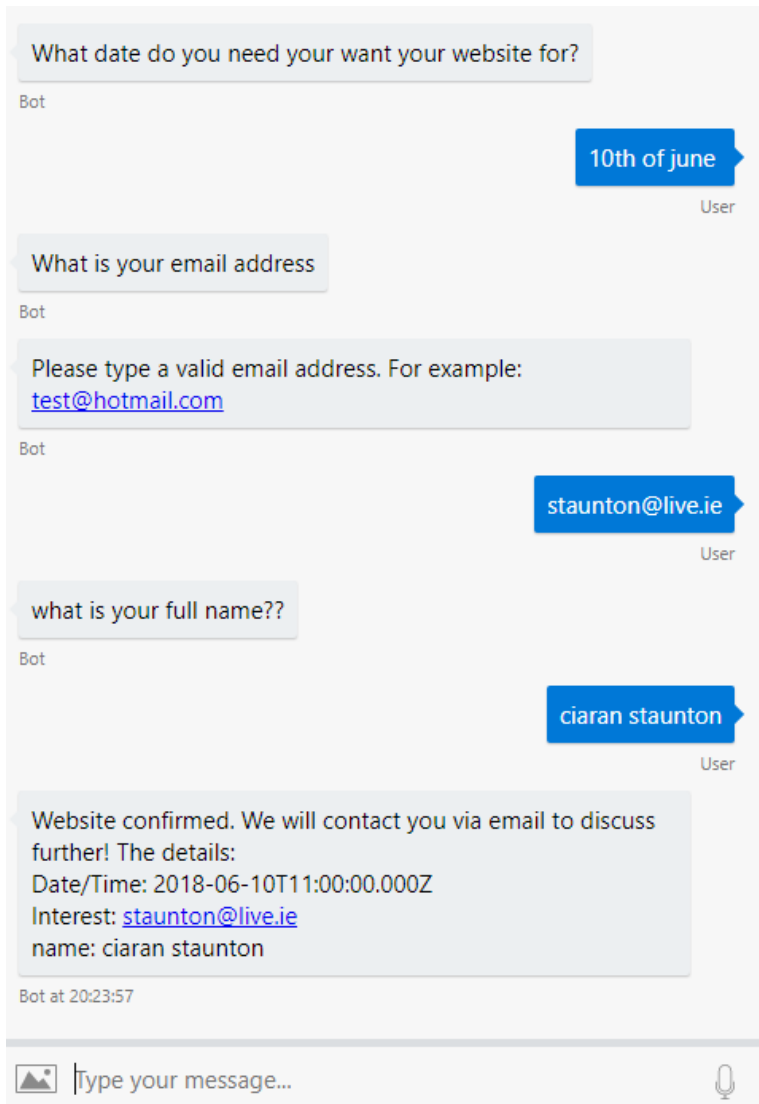 What date do you need your want your website for?
Bot
10th of june
User
What is your email address
Bot
Please type a valid email address. For example:
test@hotmail.com
Bot
staunton@live.ie
User
what is your full name??
Bot
ciaran staunton
User
Website confirmed. We will contact you via email to discuss
further! The details:
Date/Time: 2018-06-10T11:00:00.000Z
Interest: staunton@live.ie
name: ciaran staunton
Bot at 20:23:57
Type your message...